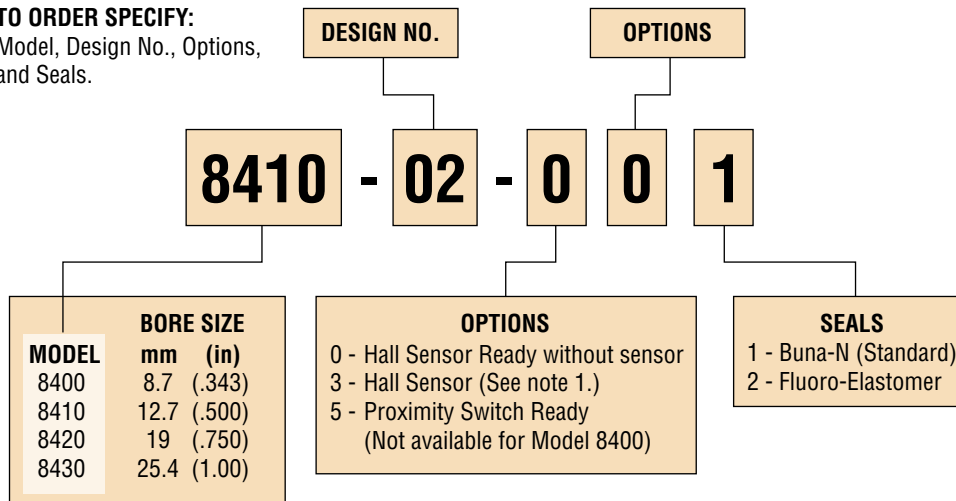 TO ORDER SPECIFY:
Model, Design No., Options,
and Seals.
DESIGN NO.
OPTIONS
8410 - 02 - 0 0 1
BORE SIZE
MODEL mm (in)
8400 8.7 (.343)
8410 12.7 (.500)
8420 19 (.750)
8430 25.4 (1.00)
OPTIONS
0 - Hall Sensor Ready without sensor
3 - Hall Sensor (See note 1.)
5 - Proximity Switch Ready
(Not available for Model 8400)
SEALS
1 - Buna-N (Standard)
2 - Fluoro-Elastomer